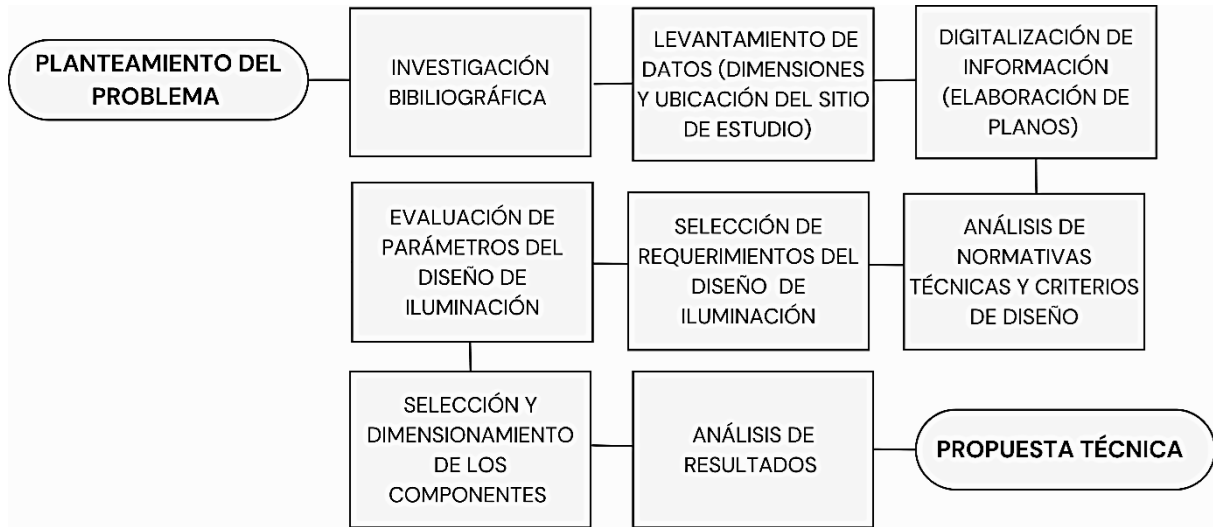 PLANTEAMIENTO DEL
PROBLEMA
INVESTIGACIÓN
BIBILIOGRÁFICA
LEVANTAMIENTO DE
DATOS (DIMENSIONES
Y UBICACIÓN DEL SITIO
DE ESTUDIO)
DIGITALIZACIÓN DE
INFORMACIÓN
(ELABORACIÓN DE
PLANOS)
ANÁLISIS DE
NORMATIVAS
TÉCNICAS Y CRITERIOS
DE DISEÑO
SELECCIÓN DE
REQUERIMIENTOS DEL
DISEÑO DE
ILUMINACIÓN
EVALUACIÓN DE
PARÁMETROS DEL
DISEÑO DE
ILUMINACIÓN
SELECCIÓN Y
DIMENSIONAMIENTO
DE LOS
COMPONENTES
ANÁLISIS DE
RESULTADOS
PROPUESTA TÉCNICA